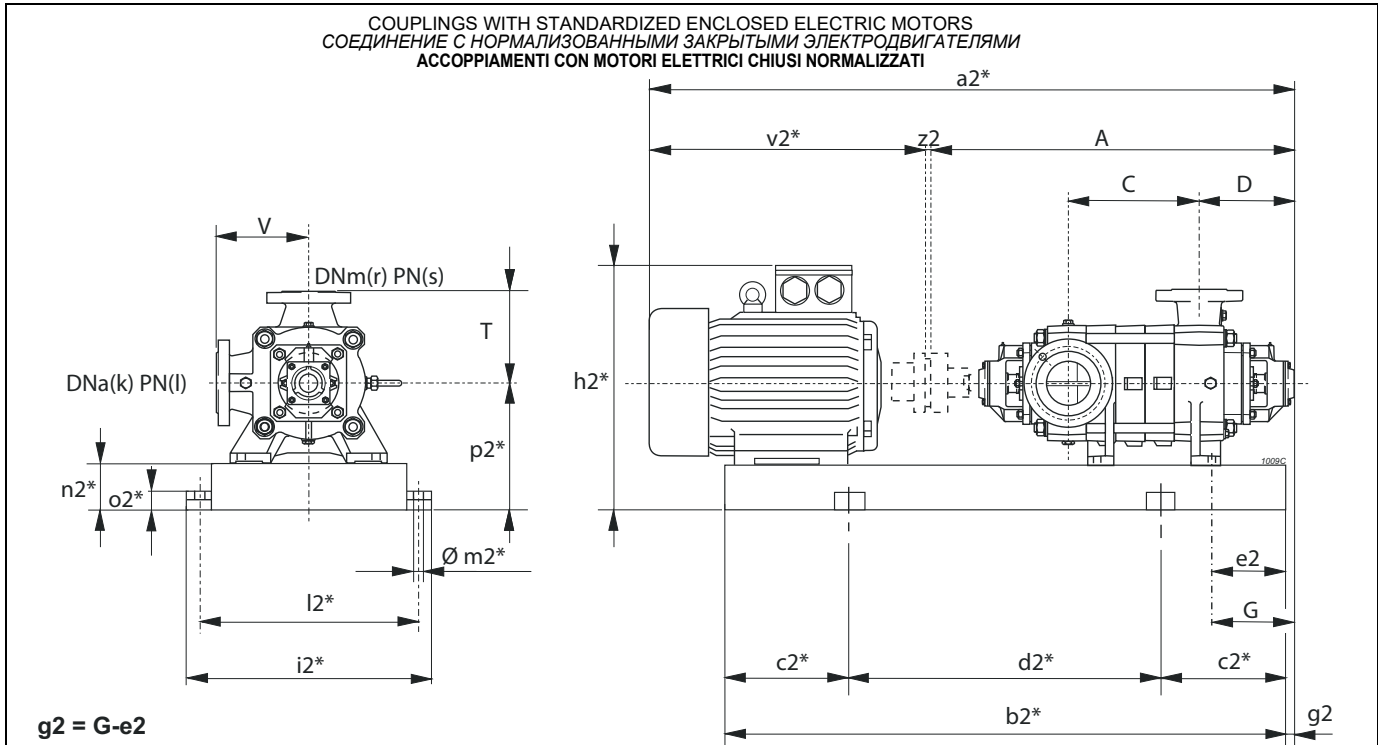 COUPLINGS WITH STANDARDIZED ENCLOSED ELECTRIC MOTORS
СОЕДИНЕНИЕ С НОРМАЛИЗОВАННЫМИ ЗАКРЫТЫМИ ЭЛЕКТРОДВИГАТЕЛЯМИ
ACCOPPIAMENTI CON MOTORI ELETTRICI CHIUSI NORMALIZZATI
a2*
v2*
z2
A
C
D
V
DNm(r) PN(s)
T
DNa(k) PN(l)
h2*
p2*
n2*
o2*
1009C
Ø m2*
e2
l2*
G
i2*
c2*
d2*
c2*
b2*
g2
g2 = G-e2